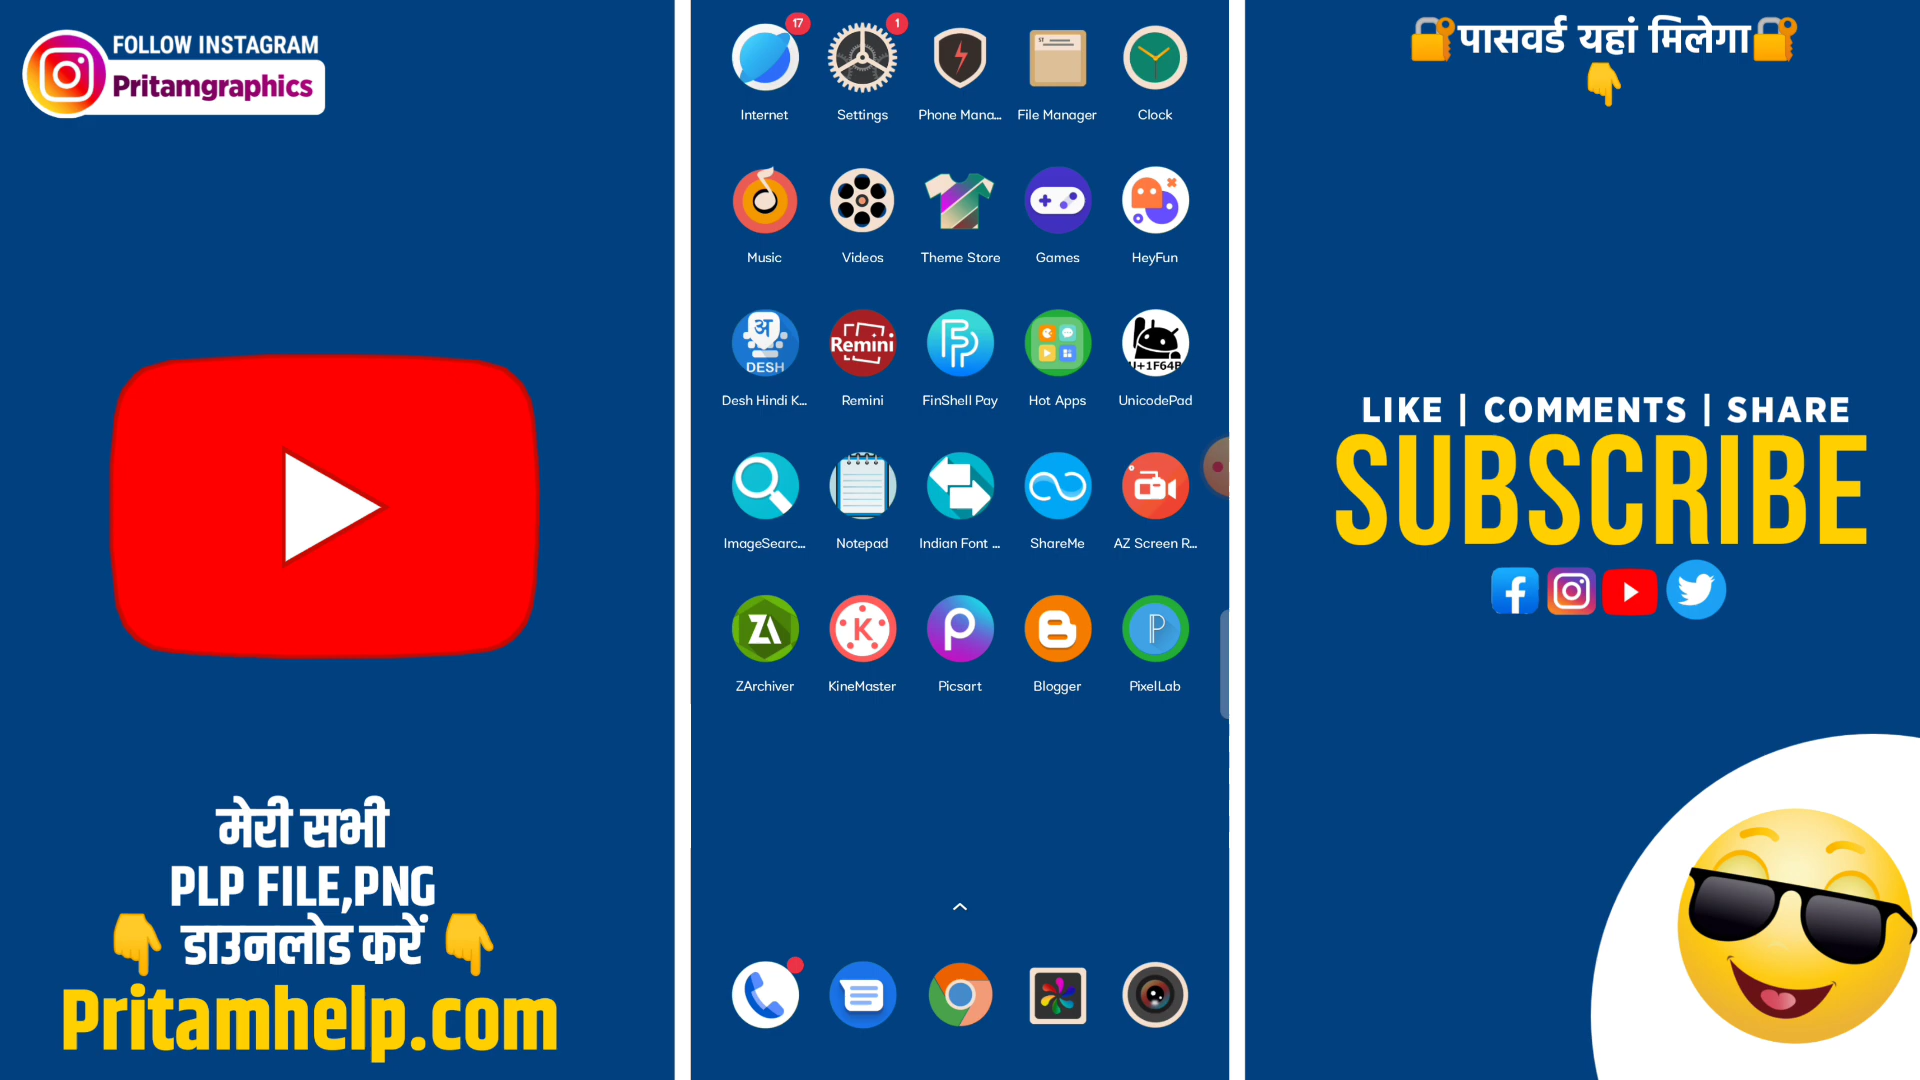 FOLLOW INSTAGRAM
Pritamgraphics
मेरी सभी
PLP FILE,PNG
डाउनलोड करें
Pritamhelp.com
17
1
Internet
Settings
Phone Mana...
File Manager
Clock
Music
Videos
Theme Store
Games
HeyFun
अ
DESH
Remini
U+1F64B
Desh Hindi K...
Remini
FinShell Pay
Hot Apps
UnicodePad
ImageSearc...
Notepad
Indian Font ...
ShareMe
AZ Screen R...
ZA
K
ZArchiver
KineMaster
Picsart
Blogger
PixelLab
पासवर्ड यहां मिलेगा
LIKE | COMMENTS | SHARE
SUBSCRIBE